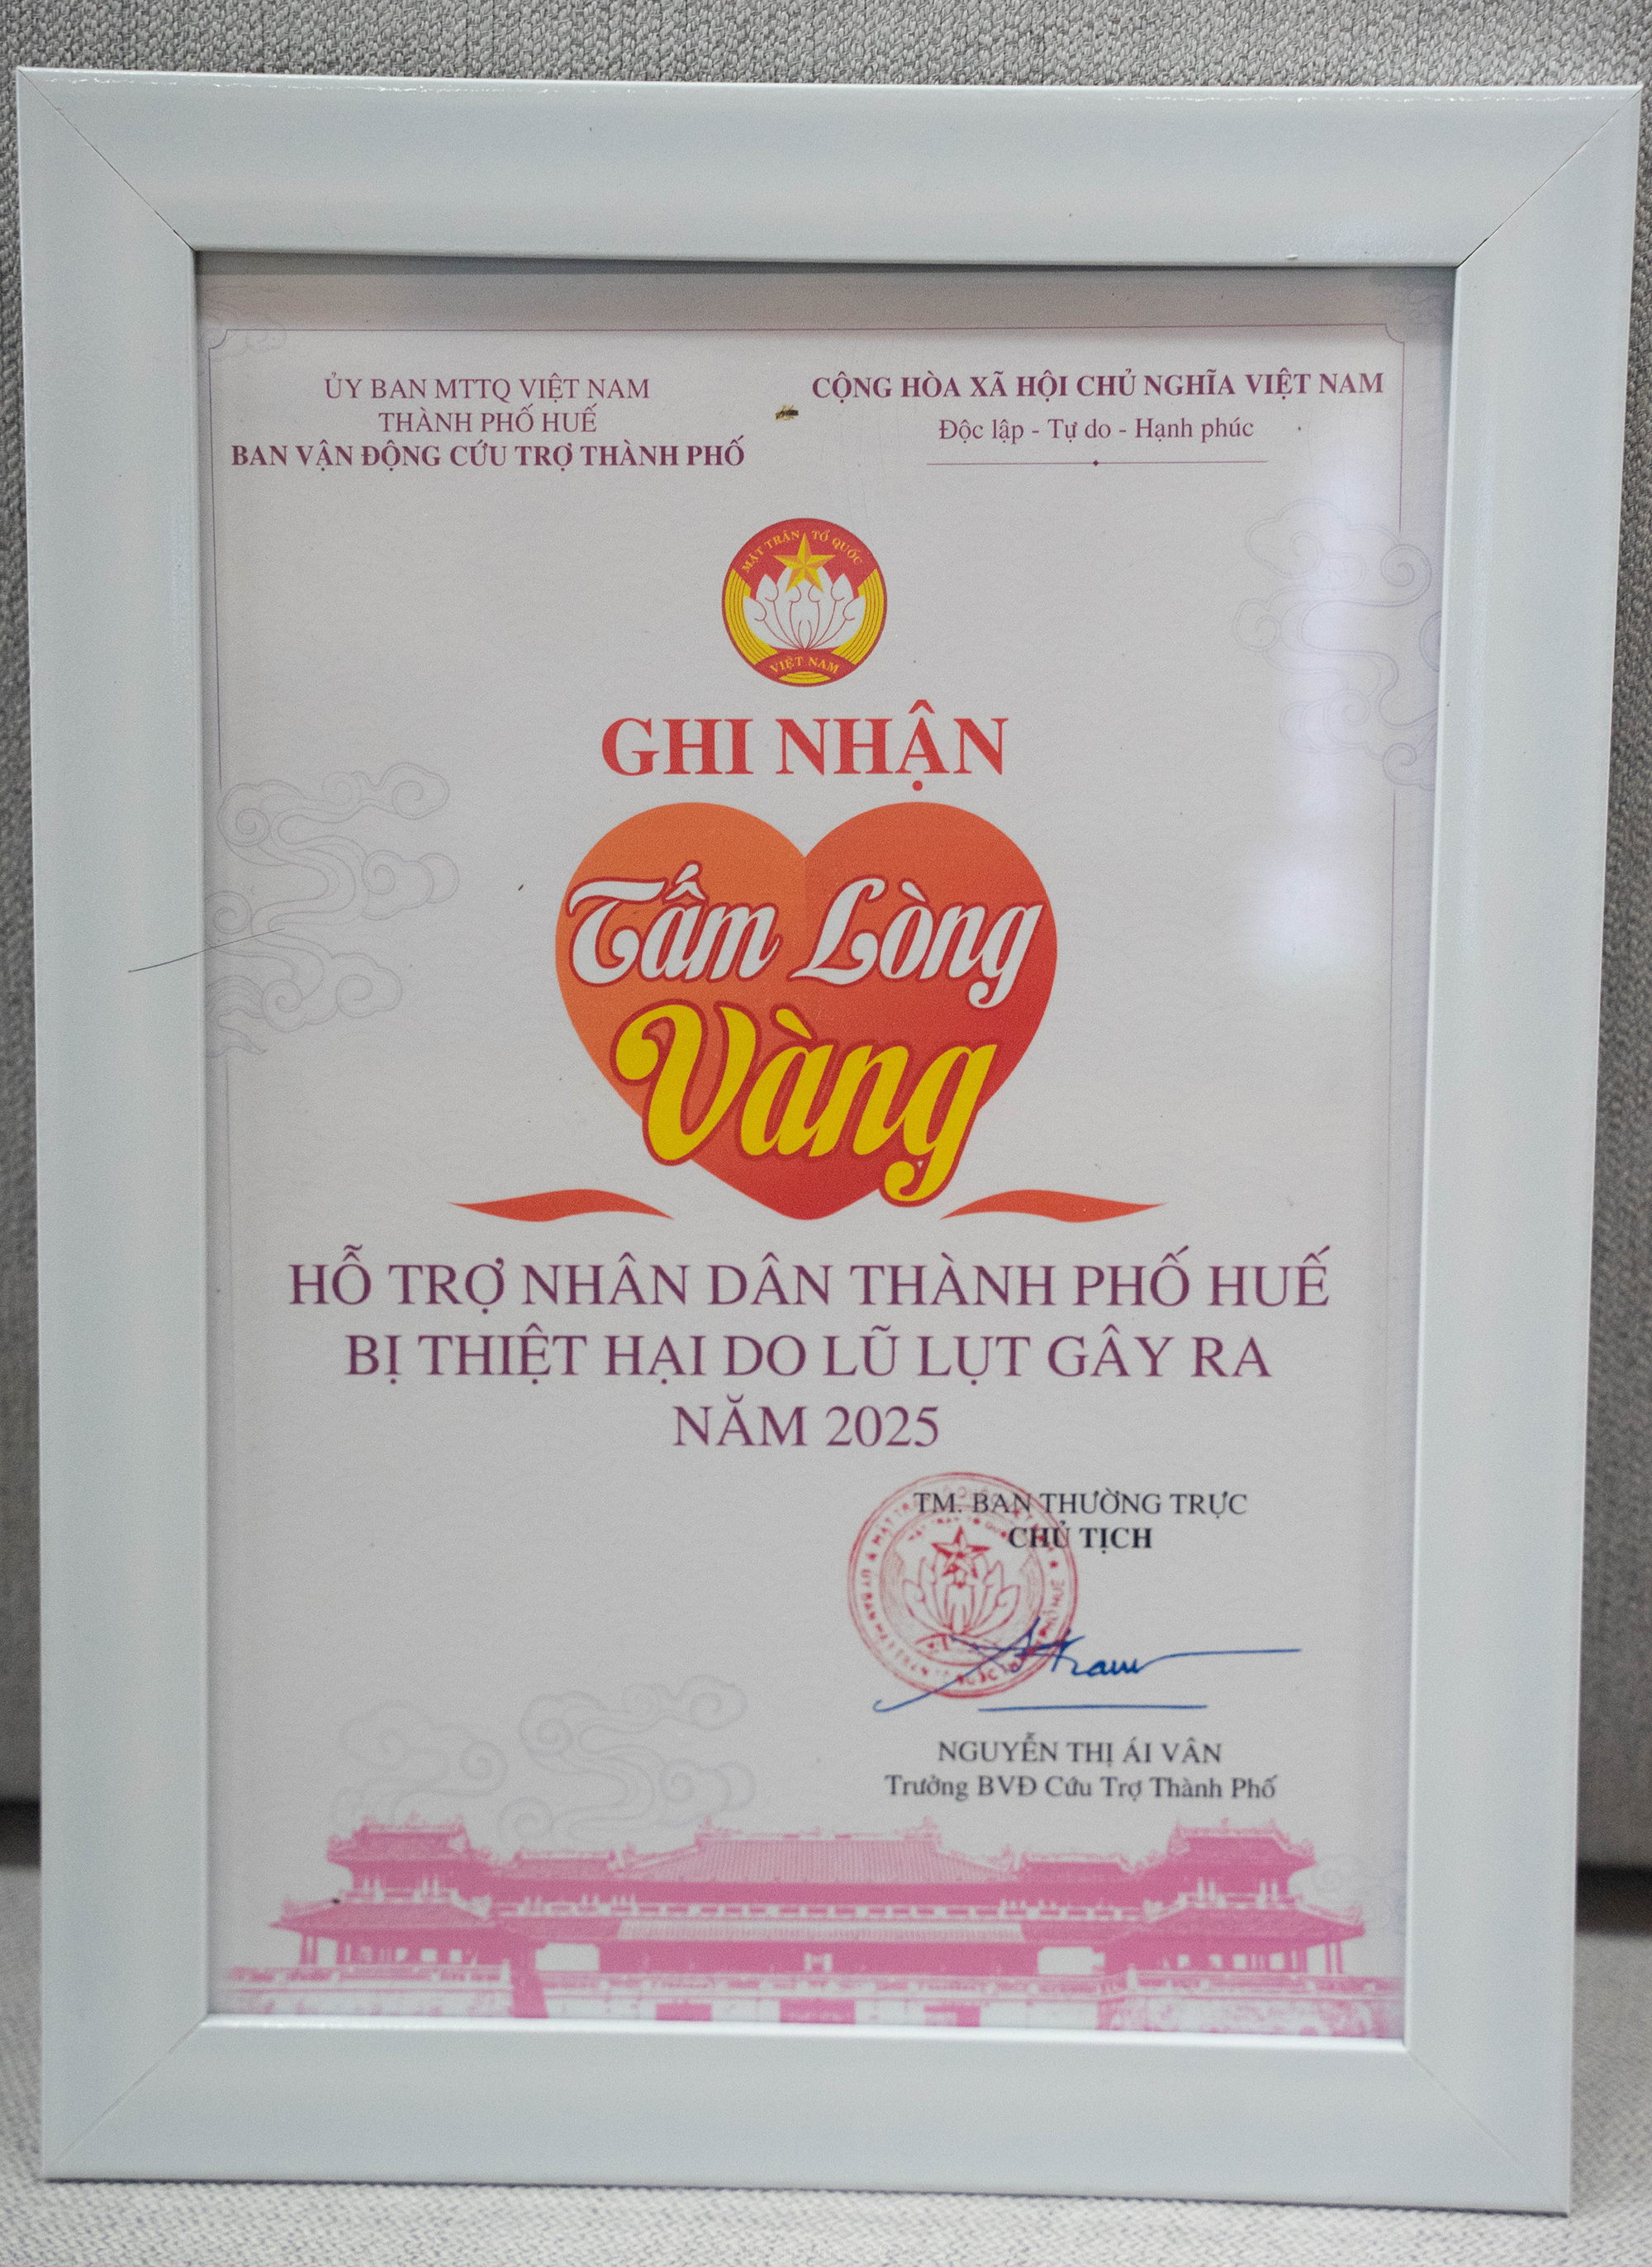 ỦY BAN MTTQ VIỆT NAM
THÀNH PHỐ HUẾ
BAN VẬN ĐỘNG CỨU TRỢ THÀNH PHỐ
CỘNG HÒA XÃ HỘI CHỦ NGHĨA VIỆT NAM
Độc lập - Tự do - Hạnh phúc
MẶT TRẬN TỔ QUỐC
VIỆT NAM
GHI NHẬN
Tấm Lòng
Vàng
HỖ TRỢ NHÂN DÂN THÀNH PHỐ HUẾ
BỊ THIỆT HẠI DO LŨ LỤT GÂY RA
NĂM 2025
TM. BAN THƯỜNG TRỰC
CHỦ TỊCH
NGUYỄN THỊ ÁI VÂN
Trưởng BVĐ Cứu Trợ Thành Phố